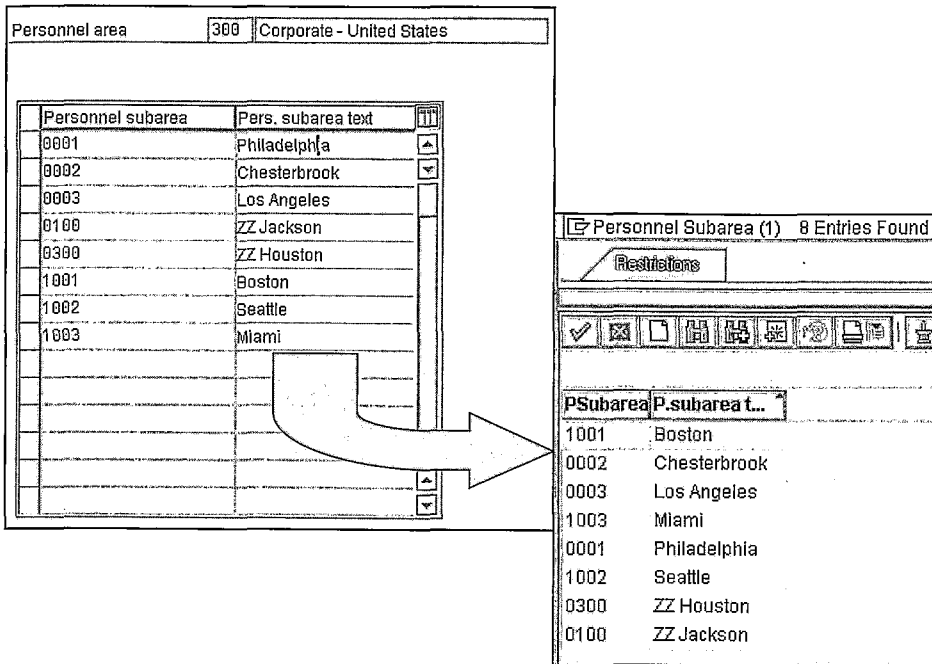 Personnel area 300 Corporate - United States
Personnel subarea Pers. subarea text
0001 Philadelphia
0002 Chesterbrook
0003 Los Angeles
0100 ZZ Jackson
0300 ZZ Houston
1001 Boston
1002 Seattle
1003 Miami
Personnel Subarea (1) 8 Entries Found
Restrictions
PSubarea P.subarea t...
1001 Boston
0002 Chesterbrook
0003 Los Angeles
1003 Miami
0001 Philadelphia
1002 Seattle
0300 ZZ Houston
0100 ZZ Jackson